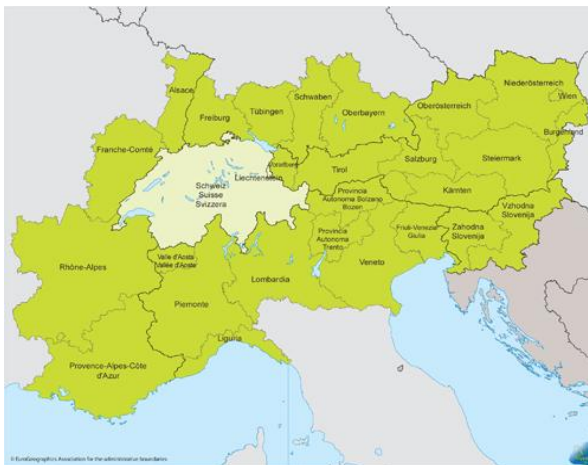 Alsace
Freiburg
Tübingen
Schwaben
Oberbayern
Oberösterreich
Niederösterreich
Wien
Burgenland
Franche-Comté
Schweiz
Suisse
Svizzera
Liechtenstein
Vorarlberg
Tirol
Salzburg
Steiermark
Kärnten
Provincia
Autonoma Bolzano
Bozen
Provincia
Autonoma
Trento
Friuli-Venezia
Giulia
Zahodna
Slovenija
Vzhodna
Slovenija
Rhône-Alpes
Valle d'Aosta
Vallée d'Aoste
Lombardia
Veneto
Piemonte
Liguria
Provence-Alpes-Côte
d'Azur
© EuroGeographics Association for the administrative boundaries